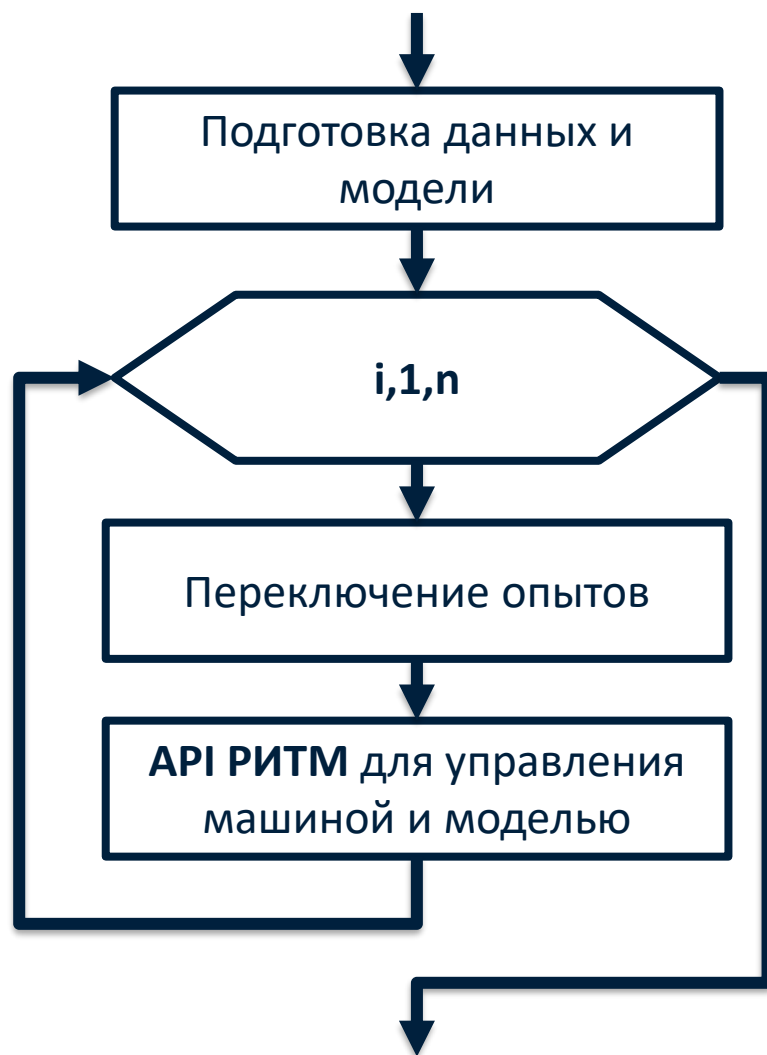 Подготовка данных и
модели
i,1,n
Переключение опытов
API РИТМ для управления
машиной и моделью